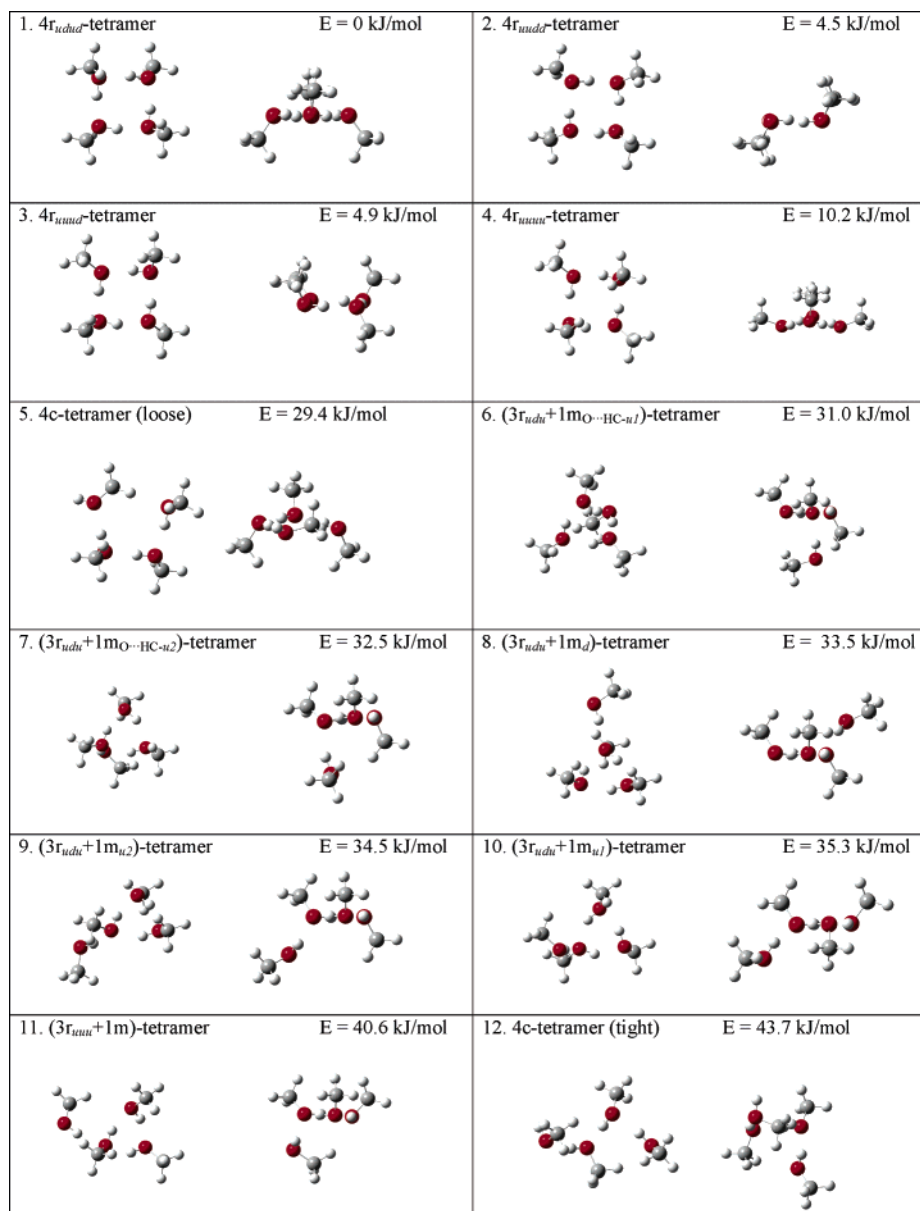 1. 4r_udud-tetramer E = 0 kJ/mol
2. 4r_uudd-tetramer E = 4.5 kJ/mol
3. 4r_uuud-tetramer E = 4.9 kJ/mol
4. 4r_uuuu-tetramer E = 10.2 kJ/mol
5. 4c-tetramer (loose) E = 29.4 kJ/mol
6. (3r_udu+1m_O···HC-u1)-tetramer E = 31.0 kJ/mol
7. (3r_udu+1m_O···HC-u2)-tetramer E = 32.5 kJ/mol
8. (3r_udu+1m_d)-tetramer E = 33.5 kJ/mol
9. (3r_udu+1m_u2)-tetramer E = 34.5 kJ/mol
10. (3r_udu+1m_u1)-tetramer E = 35.3 kJ/mol
11. (3r_uuu+1m)-tetramer E = 40.6 kJ/mol
12. 4c-tetramer (tight) E = 43.7 kJ/mol